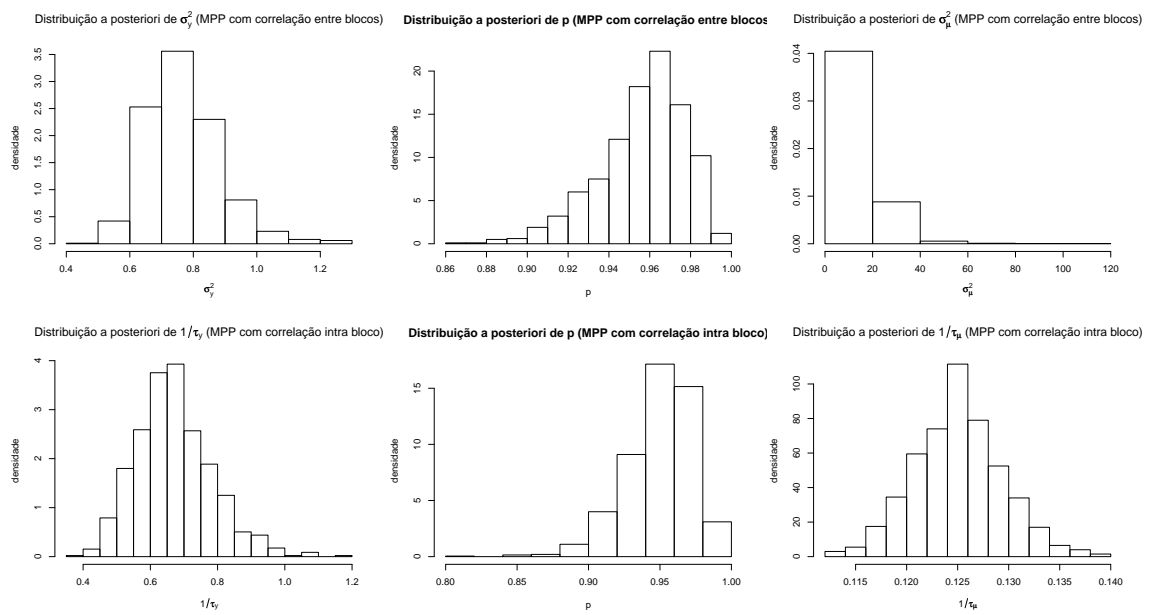 Distribuição a posteriori de σ²y (MPP com correlação entre blocos)
3.5
3.0
2.5
2.0
1.5
1.0
0.5
0.0
densidade
0.4 0.6 0.8 1.0 1.2
σ²y
Distribuição a posteriori de p (MPP com correlação entre blocos
20
15
10
5
0
densidade
0.86 0.88 0.90 0.92 0.94 0.96 0.98 1.00
p
Distribuição a posteriori de σ²μ (MPP com correlação entre blocos)
0.04
0.03
0.02
0.01
0.00
densidade
0 20 40 60 80 100 120
σ²μ
Distribuição a posteriori de 1/τy (MPP com correlação intra bloco)
4
3
2
1
0
densidade
0.4 0.6 0.8 1.0 1.2
1/τy
Distribuição a posteriori de p (MPP com correlação intra bloco)
15
10
5
0
densidade
0.80 0.85 0.90 0.95 1.00
p
Distribuição a posteriori de 1/τμ (MPP com correlação intra bloco)
100
80
60
40
20
0
densidade
0.115 0.120 0.125 0.130 0.135 0.140
1/τμ